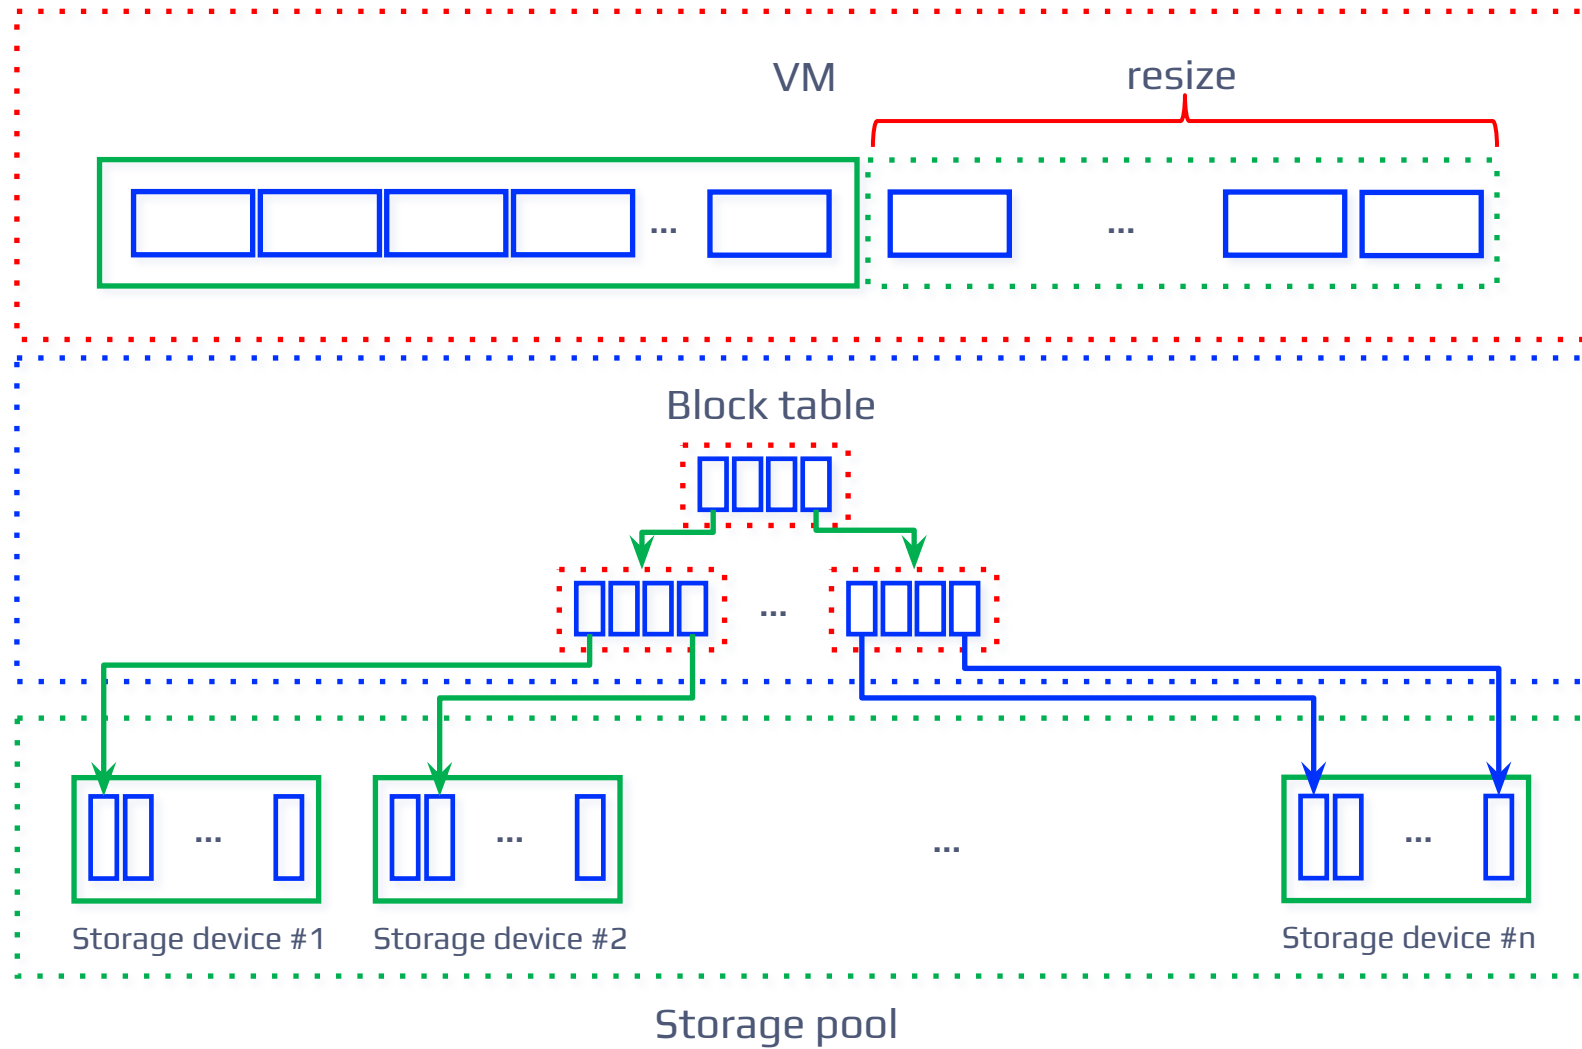 VM
resize
...
...
Block table
...
...
...
...
...
Storage device #1
Storage device #2
Storage device #n
Storage pool